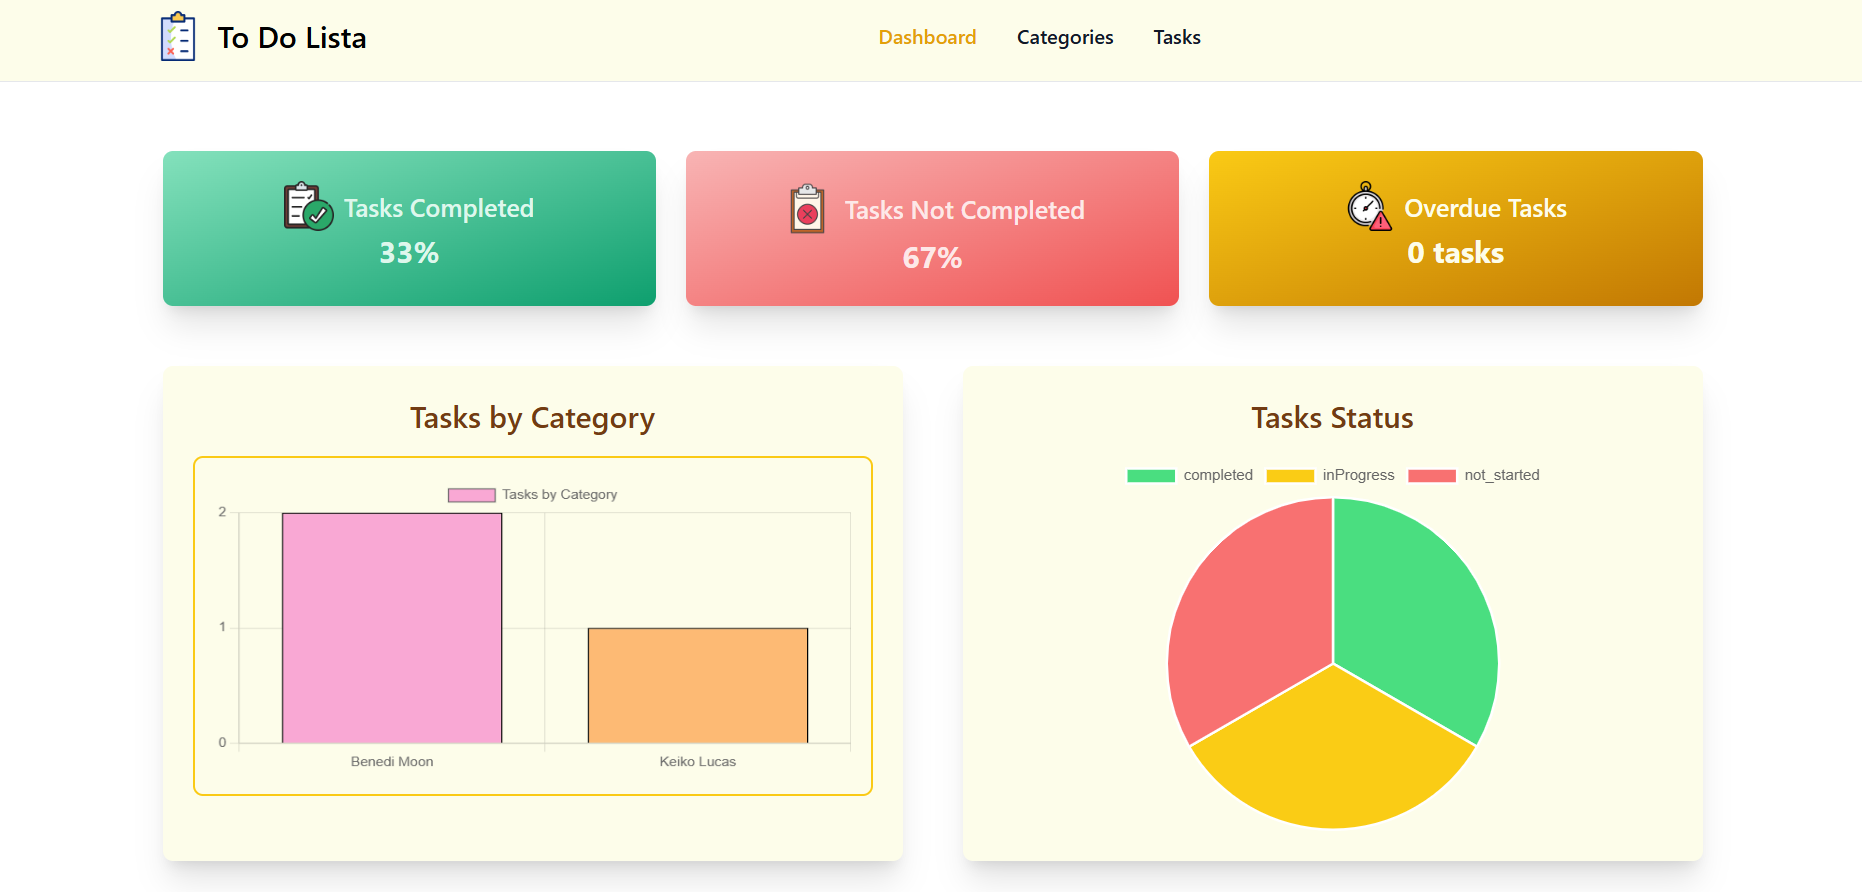 To Do Lista
Dashboard Categories Tasks
Tasks Completed
33%
Tasks Not Completed
67%
Overdue Tasks
0 tasks
Tasks by Category
Tasks by Category
2
1
0
Benedi Moon Keiko Lucas
Tasks Status
completed inProgress not_started